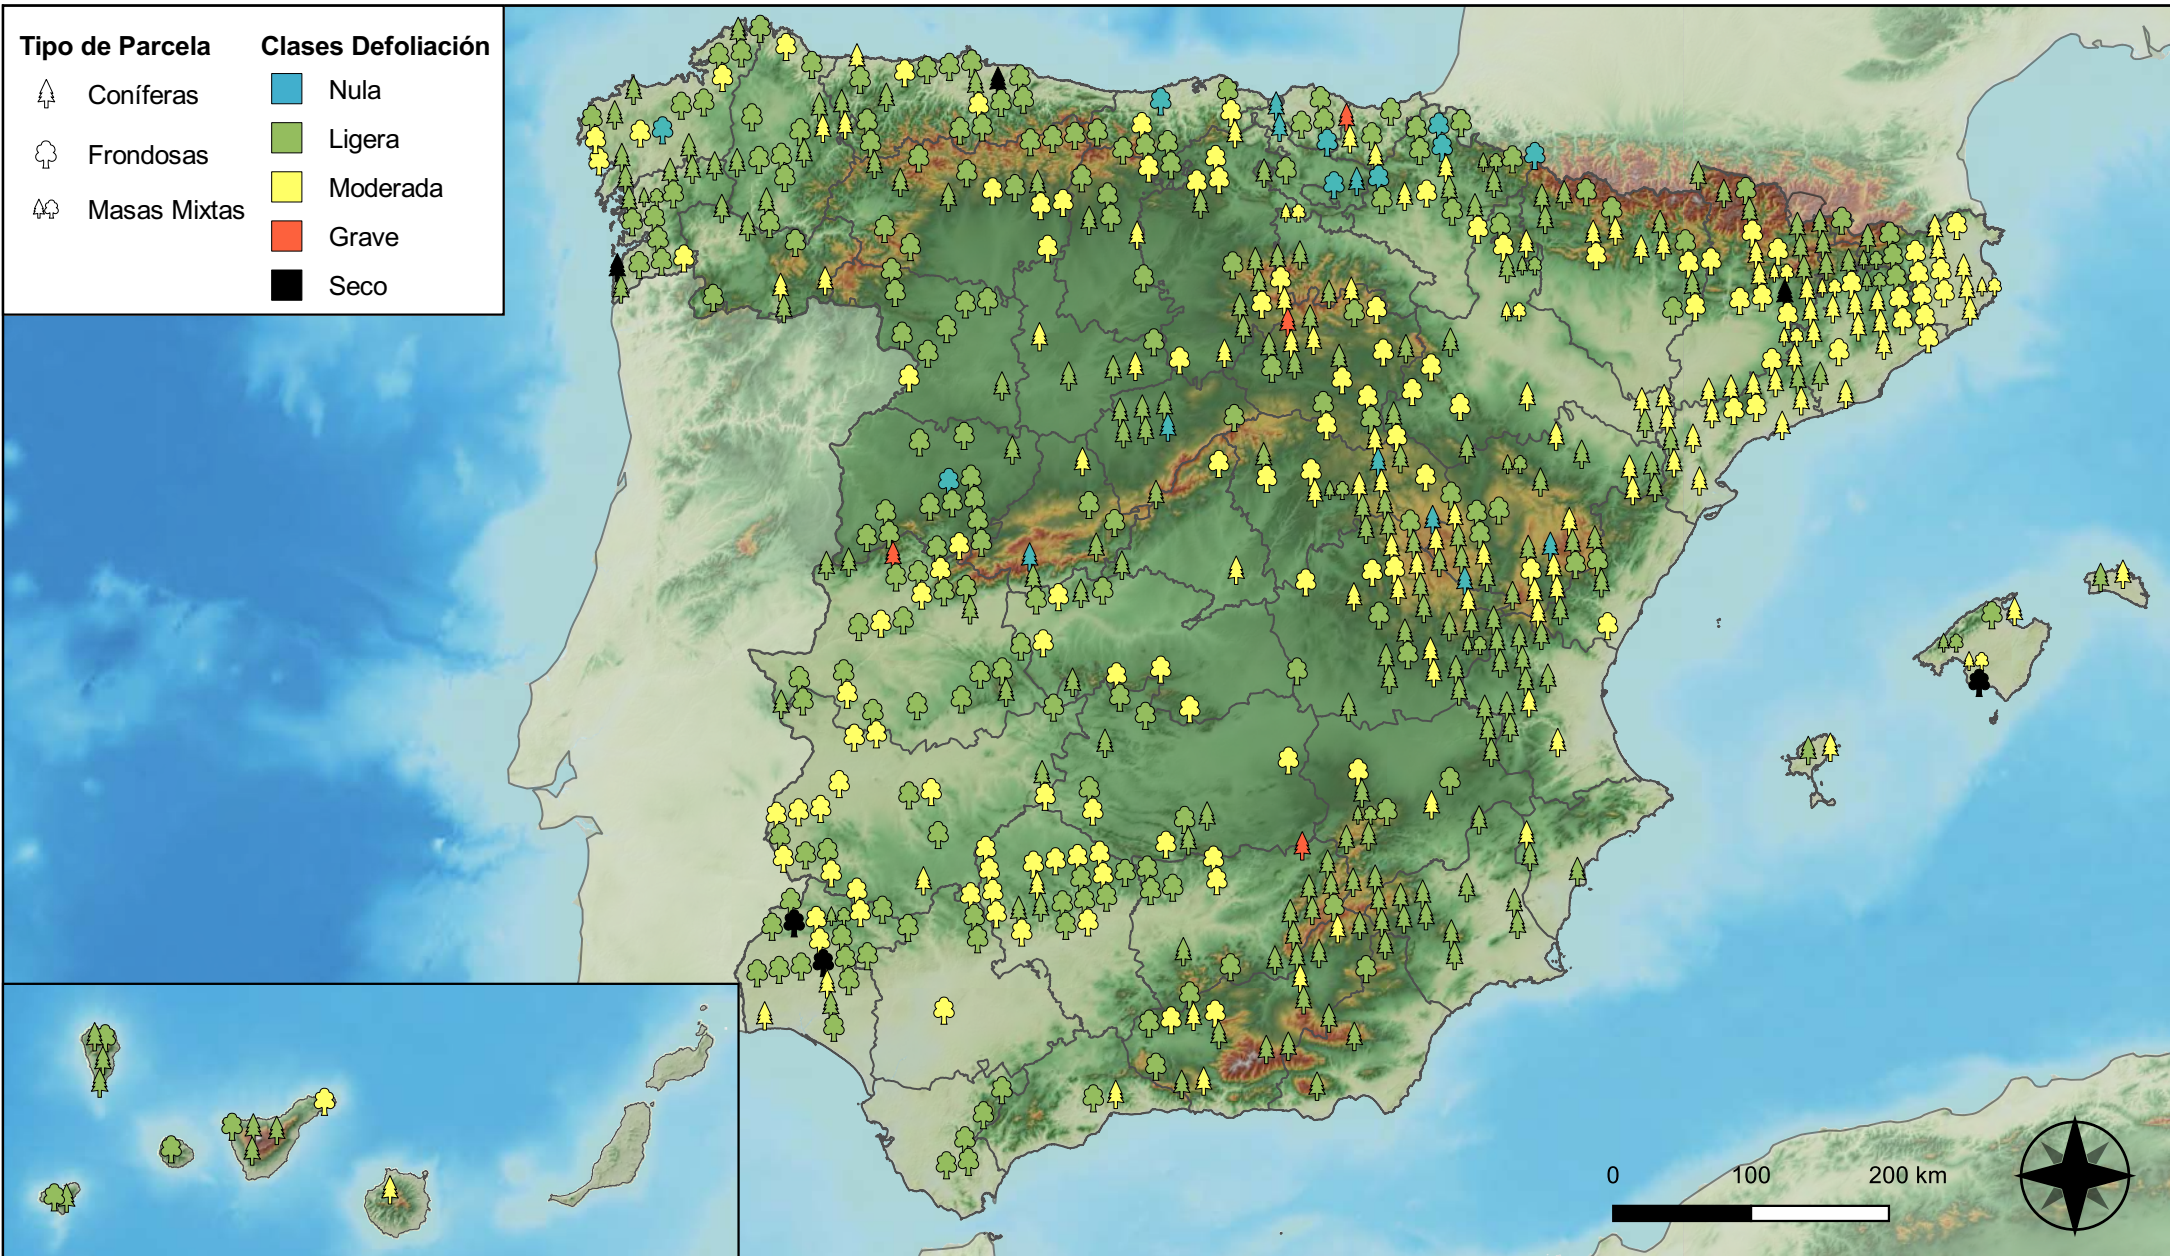 Tipo de Parcela
Coníferas
Frondosas
Masas Mixtas
Clases Defoliación
Nula
Ligera
Moderada
Grave
Seco
0 100 200 km